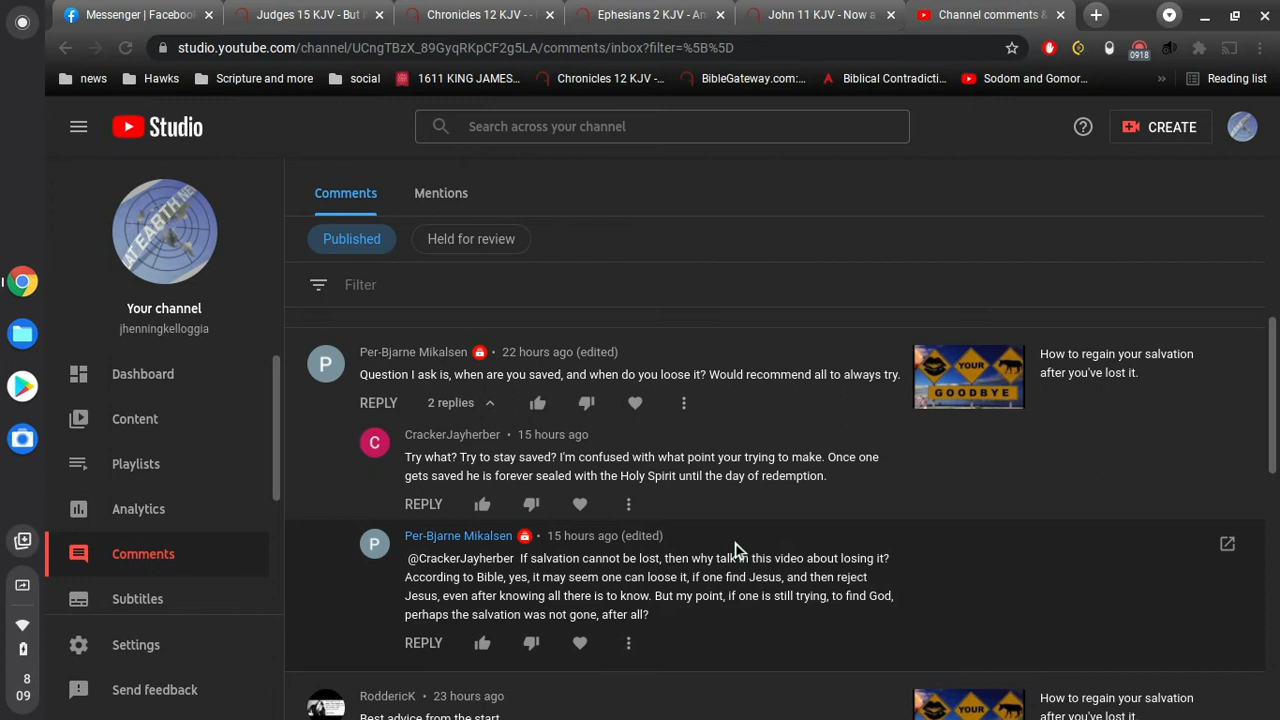 Messenger | Facebook
Judges 15 KJV - But i
Chronicles 12 KJV - -
Ephesians 2 KJV - An
John 11 KJV - Now a
Channel comments &
studio.youtube.com/channel/UCngTBzX_89GyqRKpCF2g5LA/comments/inbox?filter=%5B%5D
0918
news
Hawks
Scripture and more
social
1611 KING JAMES...
Chronicles 12 KJV -...
BibleGateway.com:...
Biblical Contradicti...
Sodom and Gomor...
»
Reading list
Studio
Search across your channel
CREATE
AT EARTH.NE
Your channel
jhenningkelloggia
Dashboard
Content
Playlists
Analytics
Comments
Subtitles
Settings
Send feedback
8
09
Comments
Mentions
Published
Held for review
Filter
P
Per-Bjarne Mikalsen • 22 hours ago (edited)
Question I ask is, when are you saved, and when do you loose it? Would recommend all to always try.
REPLY
2 replies
YOUR
GOODBYE
How to regain your salvation
after you've lost it.
C
CrackerJayherber • 15 hours ago
Try what? Try to stay saved? I'm confused with what point your trying to make. Once one
gets saved he is forever sealed with the Holy Spirit until the day of redemption.
REPLY
P
Per-Bjarne Mikalsen • 15 hours ago (edited)
@CrackerJayherber If salvation cannot be lost, then why talk in this video about losing it?
According to Bible, yes, it may seem one can loose it, if one find Jesus, and then reject
Jesus, even after knowing all there is to know. But my point, if one is still trying, to find God,
perhaps the salvation was not gone, after all?
REPLY
RodderícK • 23 hours ago
Best advice from the start
YOUR
How to regain your salvation
after you've lost it.